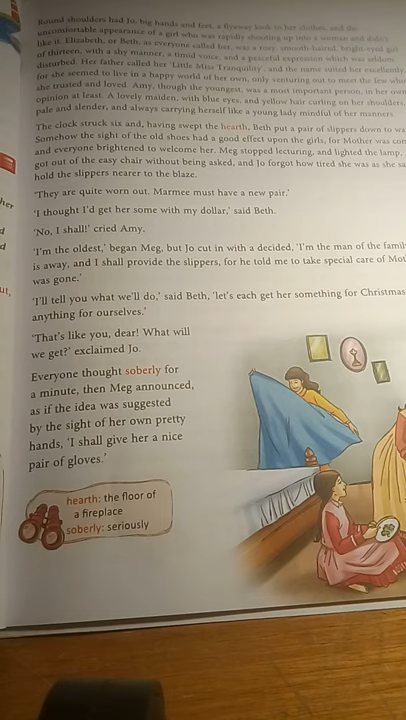 Round shoulders had Jo, big hands and feet, a flyaway look to her clothes, and the
uncomfortable appearance of a girl who was rapidly shooting up into a woman and didn't
like it. Elizabeth, or Beth, as everyone called her, was a rosy, smooth-haired, bright-eyed girl
of thirteen, with a shy manner, a timid voice, and a peaceful expression which was seldom
disturbed. Her father called her 'Little Miss Tranquility', and the name suited her excellently,
for she seemed to live in a happy world of her own, only venturing out to meet the few whom
she trusted and loved. Amy, though the youngest, was a most important person, in her own
opinion at least. A lovely maiden, with blue eyes, and yellow hair curling on her shoulders,
pale and slender, and always carrying herself like a young lady mindful of her manners.
The clock struck six and, having swept the hearth, Beth put a pair of slippers down to wa
Somehow the sight of the old shoes had a good effect upon the girls, for Mother was com
and everyone brightened to welcome her. Meg stopped lecturing, and lighted the lamp,
got out of the easy chair without being asked, and Jo forgot how tired she was as she sa
hold the slippers nearer to the blaze.
'They are quite worn out. Marmee must have a new pair.'
'I thought I'd get her some with my dollar,' said Beth.
'No, I shall!' cried Amy.
'I'm the oldest,' began Meg, but Jo cut in with a decided, 'I'm the man of the famil
is away, and I shall provide the slippers, for he told me to take special care of Mot
was gone.'
'I'll tell you what we'll do,' said Beth, 'let's each get her something for Christmas
anything for ourselves.'
'That's like you, dear! What will
we get?' exclaimed Jo.
Everyone thought soberly for
a minute, then Meg announced,
as if the idea was suggested
by the sight of her own pretty
hands, 'I shall give her a nice
pair of gloves.'
hearth: the floor of
a fireplace
soberly: seriously